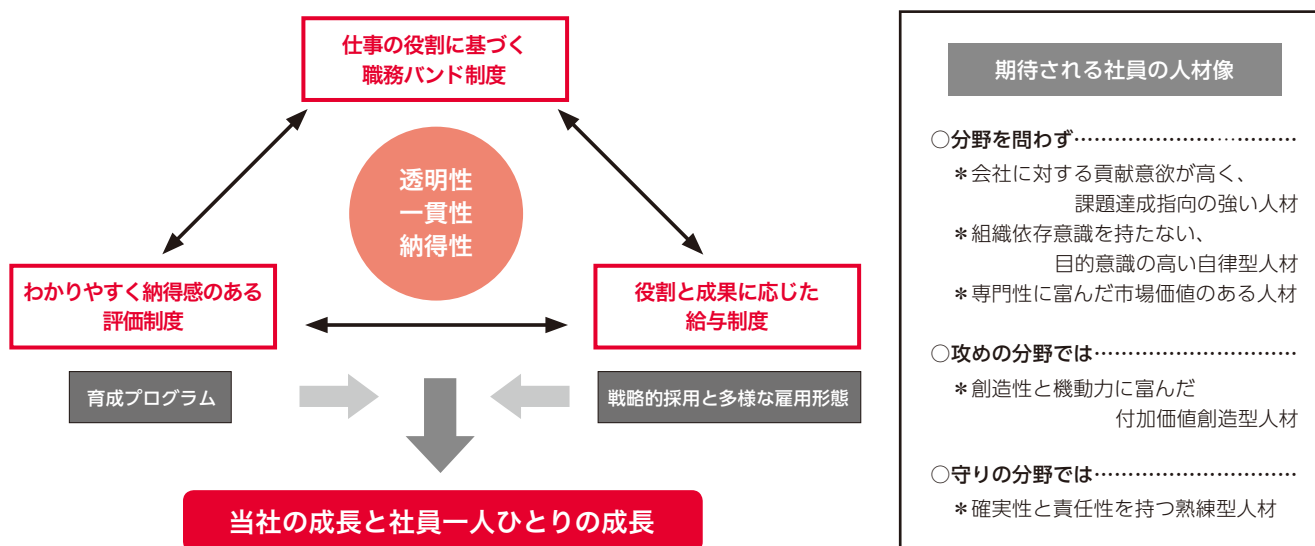 仕事の役割に基づく
職務バンド制度
透明性
一貫性
納得性
わかりやすく納得感のある
評価制度
役割と成果に応じた
給与制度
育成プログラム
戦略的採用と多様な雇用形態
当社の成長と社員一人ひとりの成長
期待される社員の人材像
○分野を問わず………………………………
＊会社に対する貢献意欲が高く、
課題達成指向の強い人材
＊組織依存意識を持たない、
目的意識の高い自律型人材
＊専門性に富んだ市場価値のある人材
○攻めの分野では……………………………
＊創造性と機動力に富んだ
付加価値創造型人材
○守りの分野では……………………………
＊確実性と責任性を持つ熟練型人材